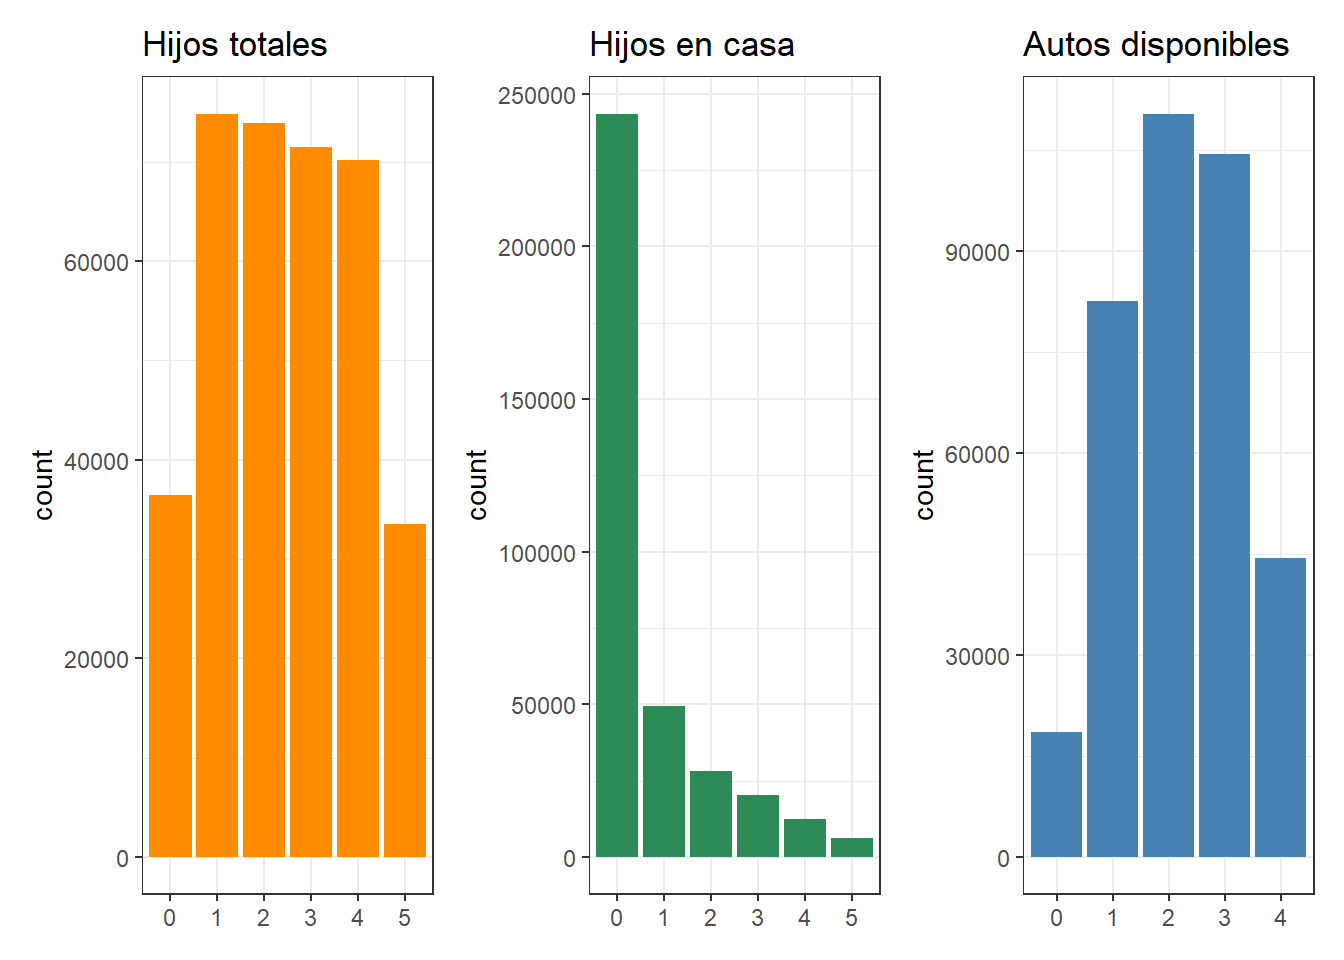 Hijos totales
count
60000
40000
20000
0
0 1 2 3 4 5
Hijos en casa
count
250000
200000
150000
100000
50000
0
0 1 2 3 4 5
Autos disponibles
count
90000
60000
30000
0
0 1 2 3 4